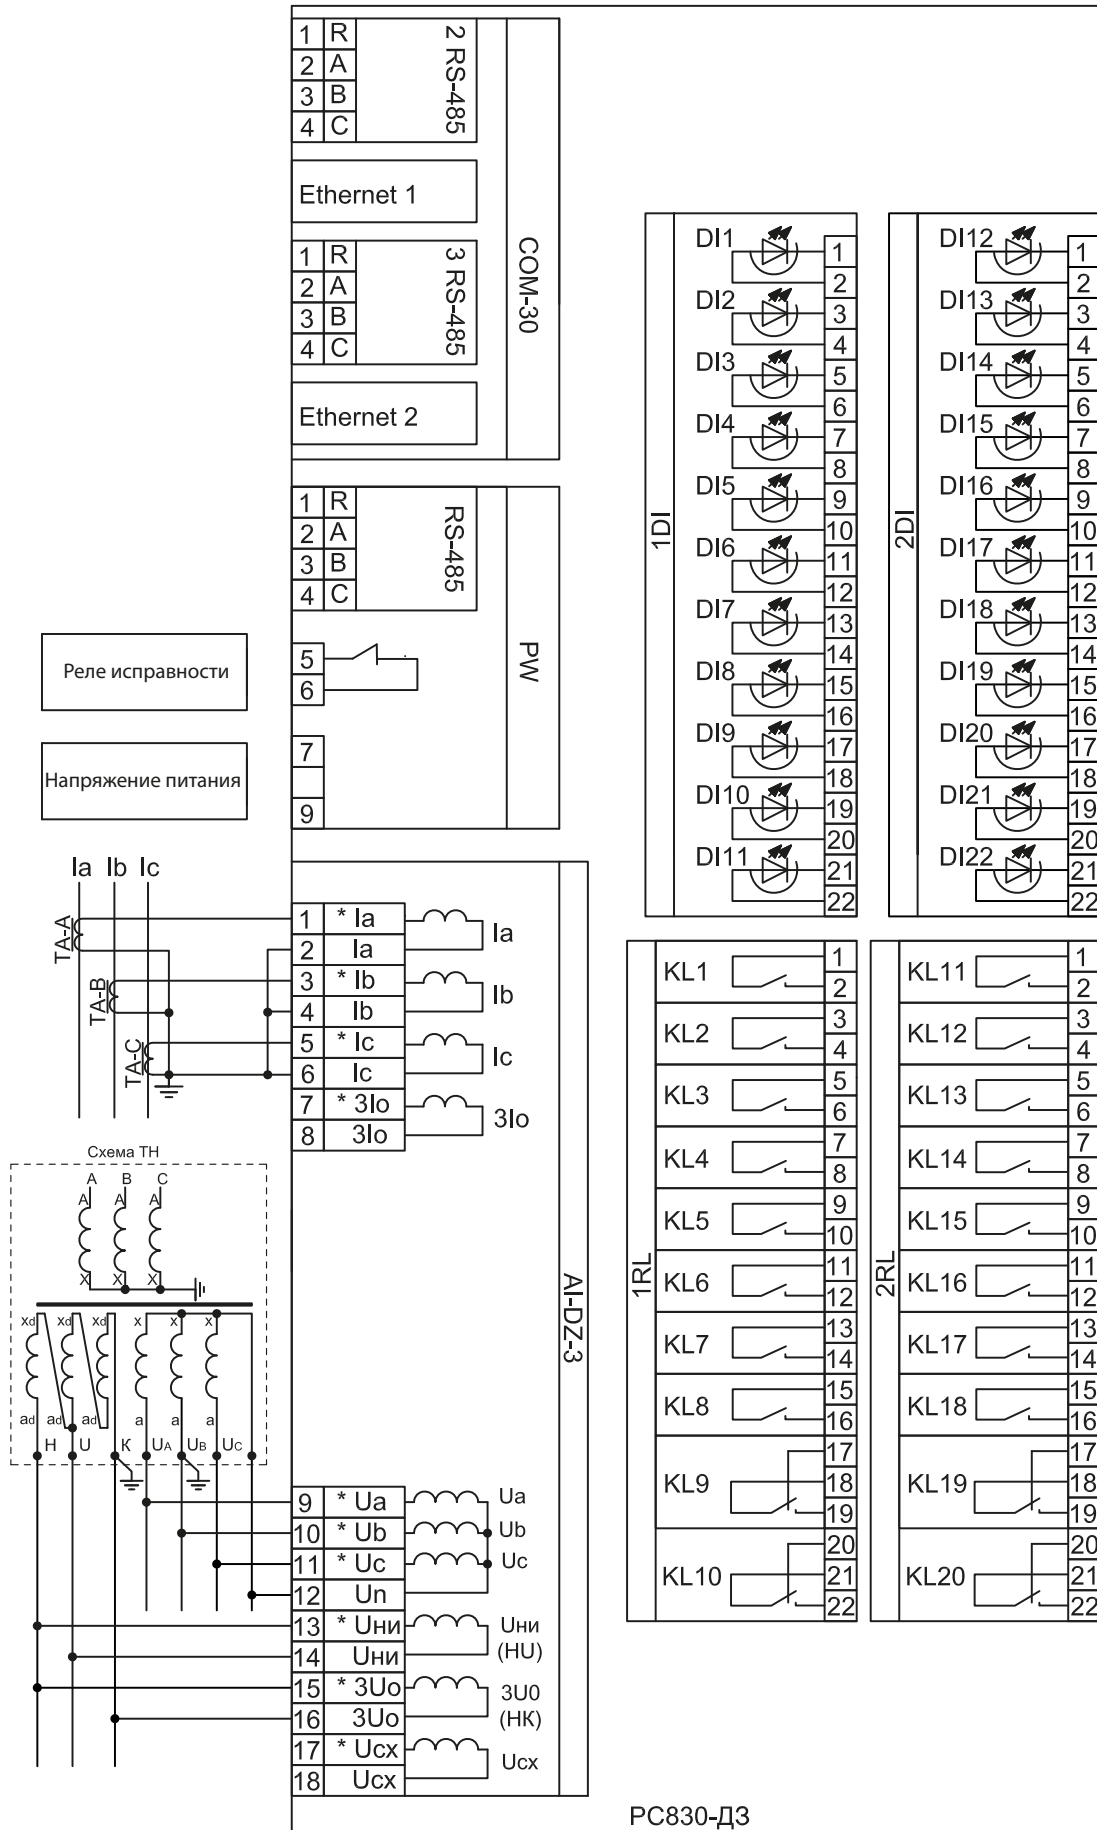 1 R
2 A
3 B
4 C
2 RS-485
Ethernet 1
1 R
2 A
3 B
4 C
3 RS-485
Ethernet 2
COM-30
1 R
2 A
3 B
4 C
RS-485
5
6
7
9
PW
Реле исправности
Напряжение питания
Ia Ib Ic
TA-A
TA-B
TA-C
1 * Ia
2 Ia
Ia
3 * Ib
4 Ib
Ib
5 * Ic
6 Ic
Ic
7 * 3Io
8 3Io
3Io
Схема ТН
A B C
A A A
X X X
xd xd xd x x x
ad ad ad a a a
Н U К UA UB UC
AI-DZ-3
9 * Ua
Ua
10 * Ub
Ub
11 * Uc
Uc
12 Un
13 * Uни
14 Uни
Uни
(HU)
15 * 3Uo
16 3Uo
3U0
(НК)
17 * Ucx
18 Ucx
Ucx
1DI
DI1 1
2
DI2 3
4
DI3 5
6
DI4 7
8
DI5 9
10
DI6 11
12
DI7 13
14
DI8 15
16
DI9 17
18
DI10 19
20
DI11 21
22
2DI
DI12 1
2
DI13 3
4
DI14 5
6
DI15 7
8
DI16 9
10
DI17 11
12
DI18 13
14
DI19 15
16
DI20 17
18
DI21 19
20
DI22 21
22
1RL
KL1 1
2
KL2 3
4
KL3 5
6
KL4 7
8
KL5 9
10
KL6 11
12
KL7 13
14
KL8 15
16
KL9 17
18
19
KL10 20
21
22
2RL
KL11 1
2
KL12 3
4
KL13 5
6
KL14 7
8
KL15 9
10
KL16 11
12
KL17 13
14
KL18 15
16
KL19 17
18
19
KL20 20
21
22
РС830-ДЗ